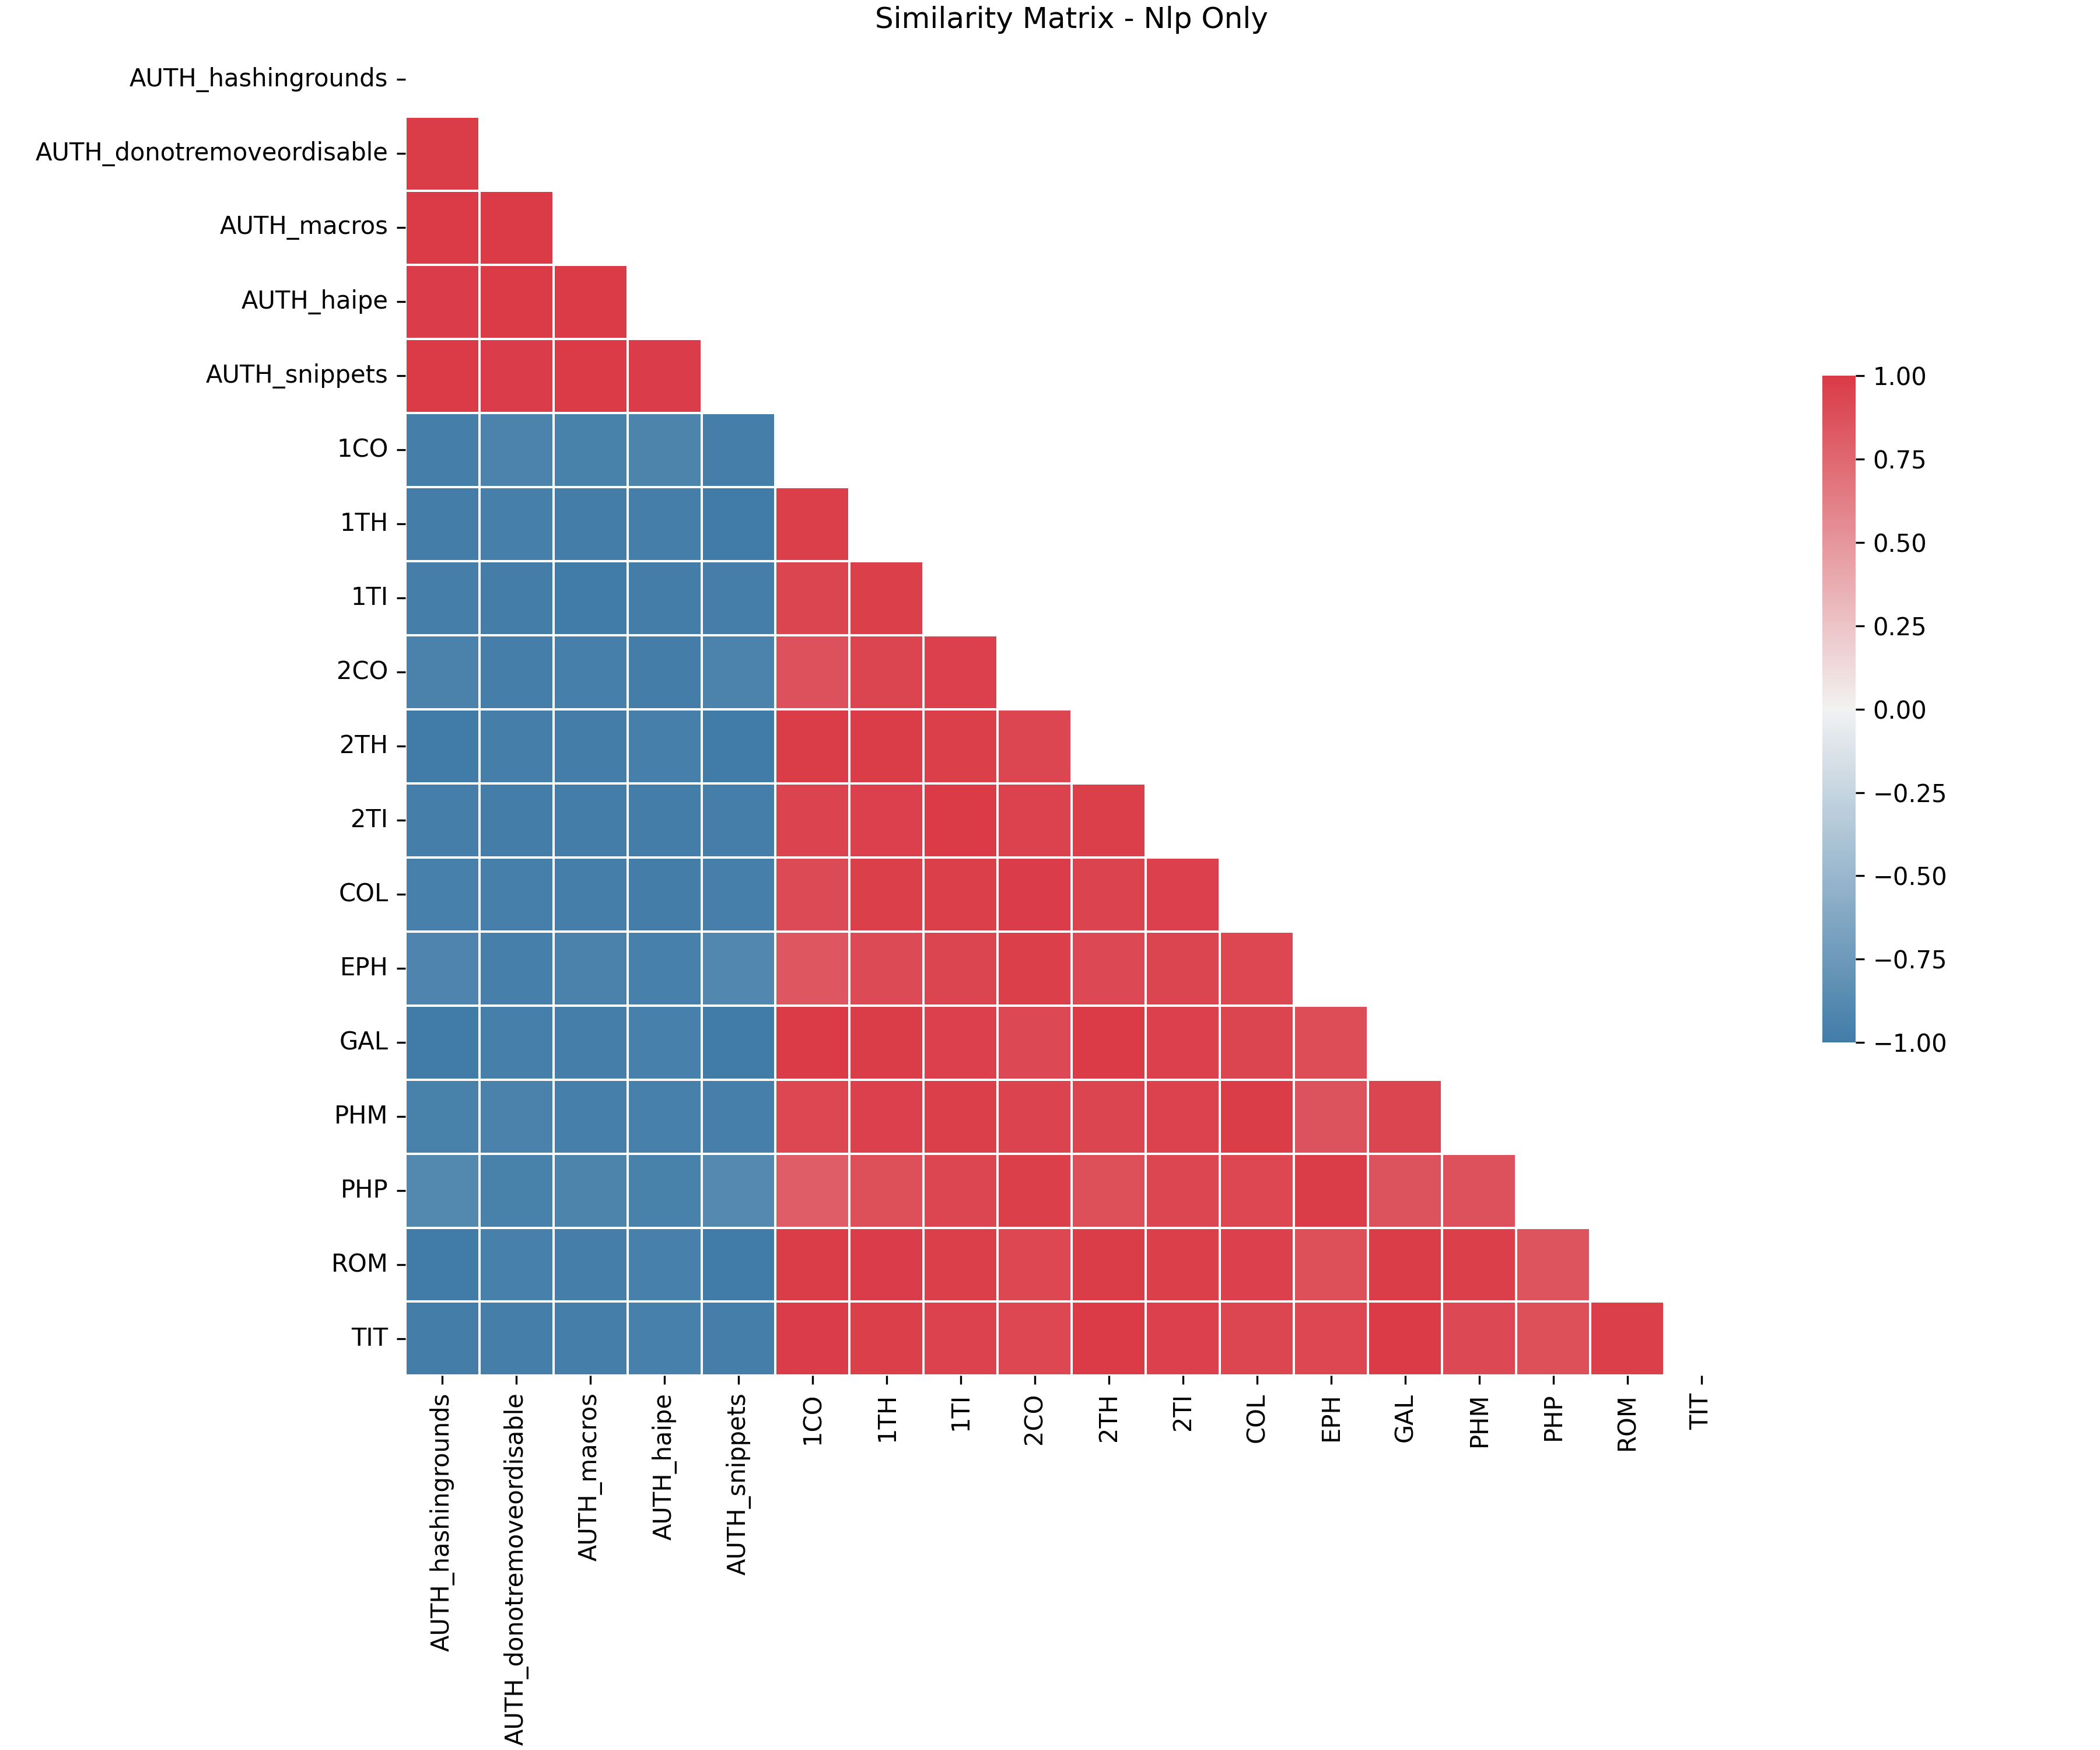 Similarity Matrix - Nlp Only
AUTH_hashingrounds
AUTH_donotremoveordisable
AUTH_macros
AUTH_haipe
AUTH_snippets
1CO
1TH
1TI
2CO
2TH
2TI
COL
EPH
GAL
PHM
PHP
ROM
TIT
AUTH_hashingrounds
AUTH_donotremoveordisable
AUTH_macros
AUTH_haipe
AUTH_snippets
1CO
1TH
1TI
2CO
2TH
2TI
COL
EPH
GAL
PHM
PHP
ROM
TIT
1.00
0.75
0.50
0.25
0.00
−0.25
−0.50
−0.75
−1.00